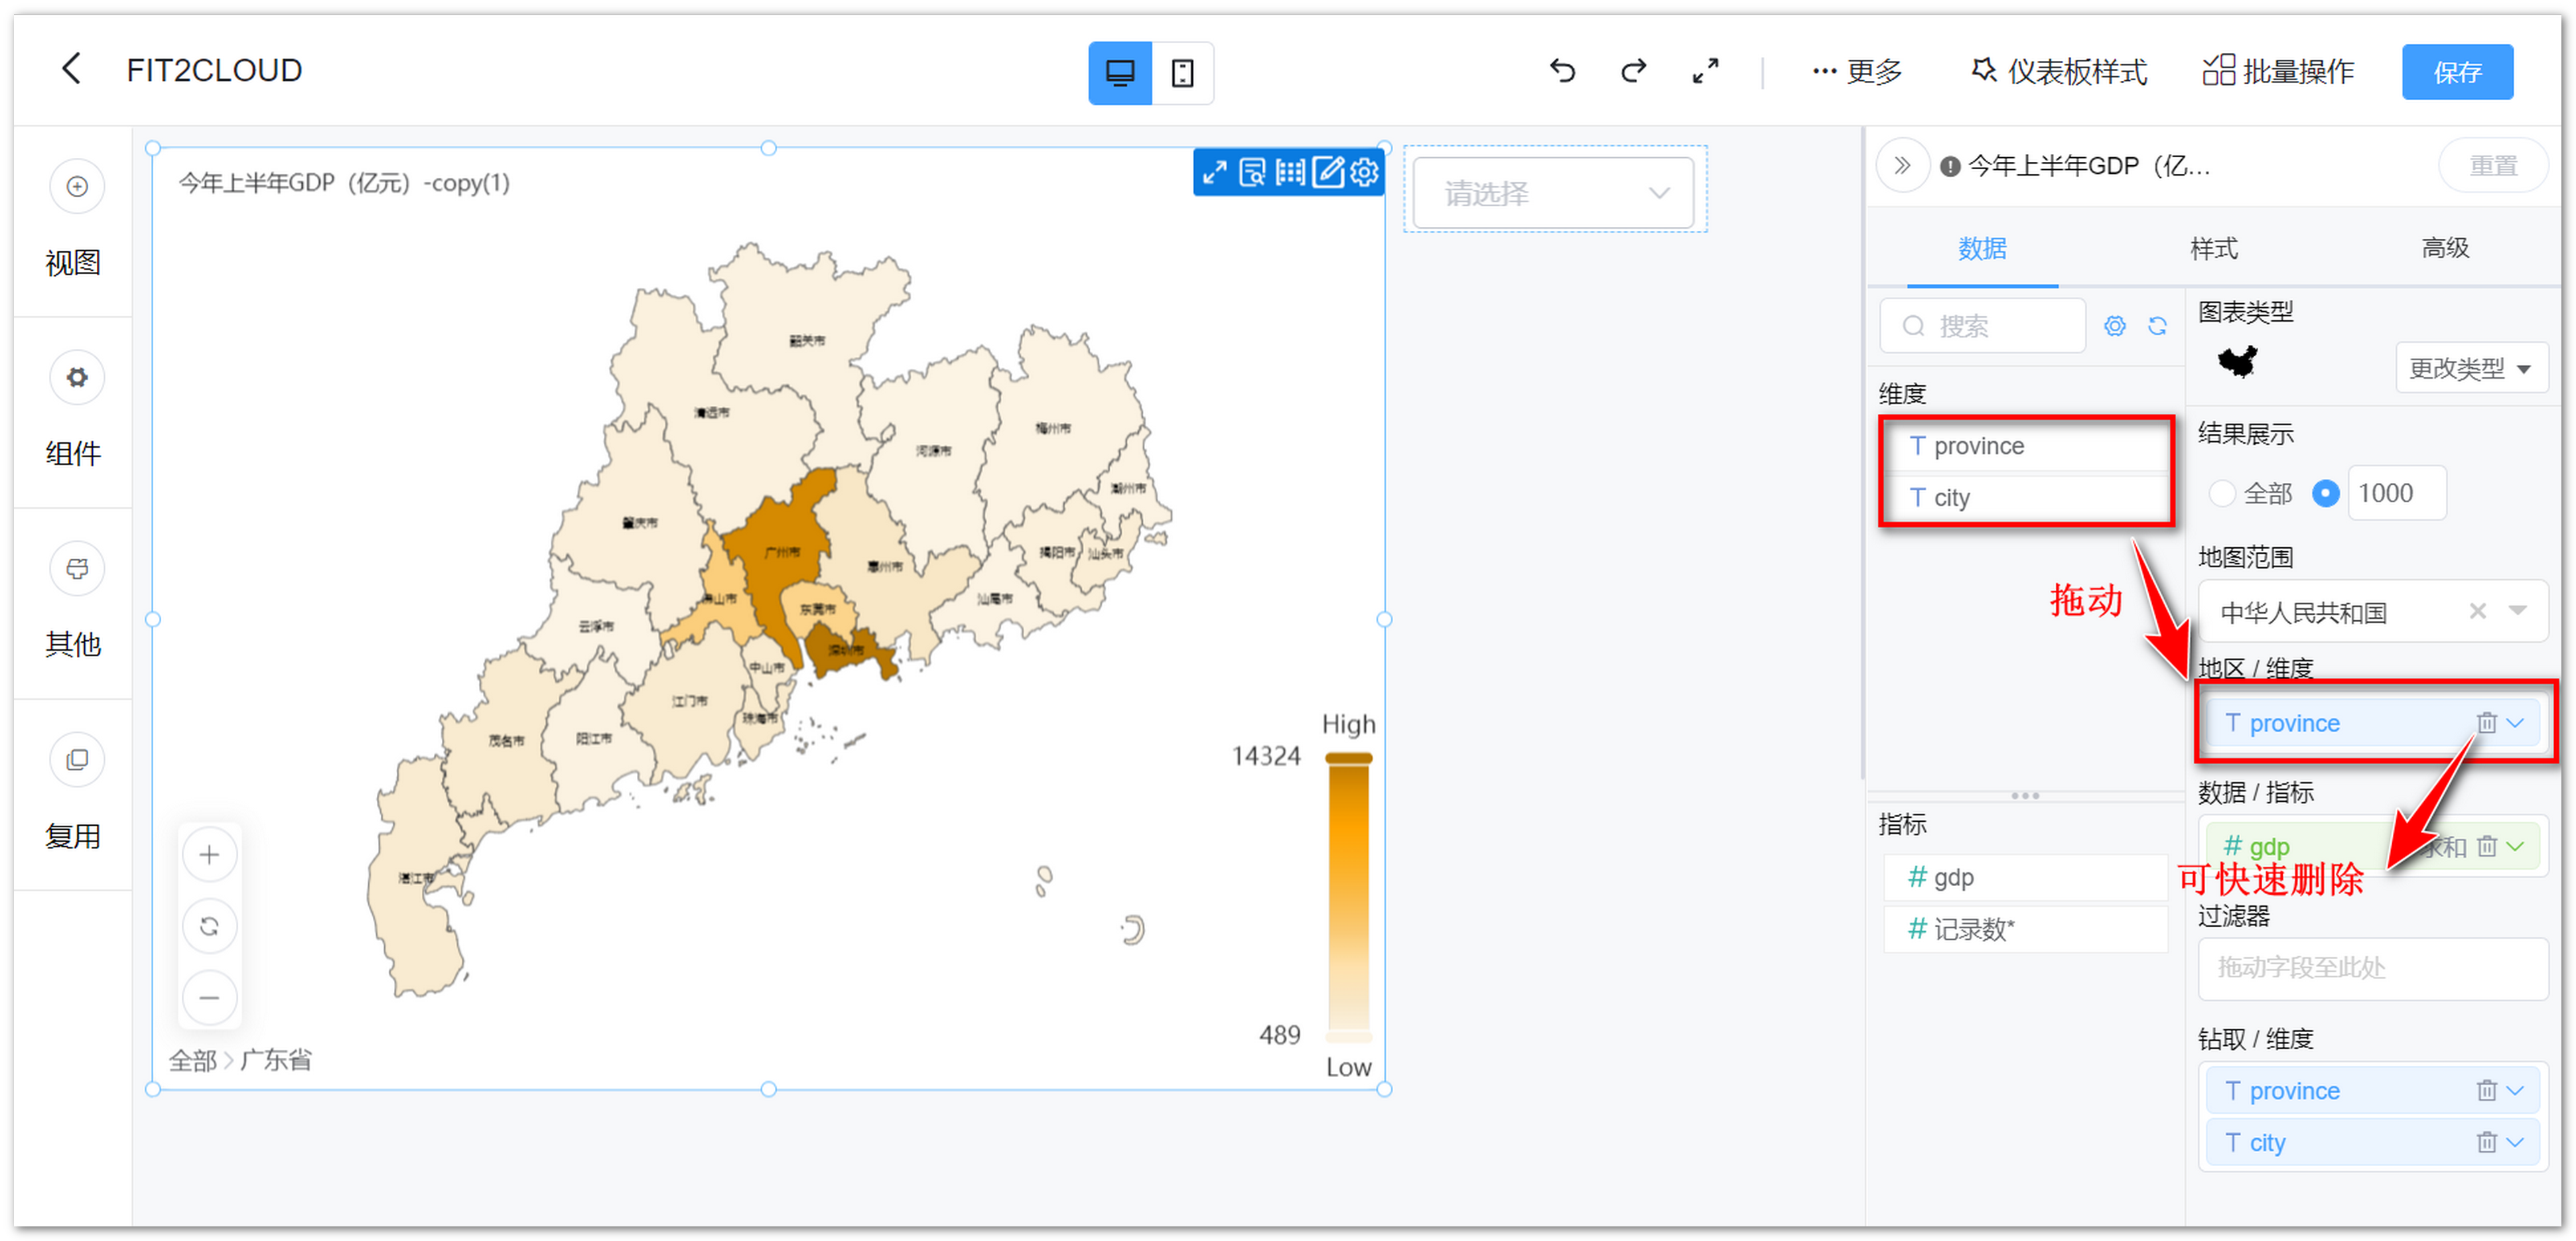 FIT2CLOUD
更多
仪表板样式
批量操作
保存
视图
组件
其他
复用
今年上半年GDP（亿元）-copy(1)
请选择
韶关市
清远市
梅州市
河源市
潮州市
肇庆市
广州市
揭阳市
汕头市
惠州市
佛山市
东莞市
汕尾市
云浮市
深圳市
中山市
江门市
珠海市
茂名市
阳江市
湛江市
High
14324
489
Low
全部 > 广东省
今年上半年GDP（亿...
重置
数据
样式
高级
搜索
维度
T province
T city
拖动
指标
# gdp
# 记录数*
图表类型
更改类型
结果展示
全部
1000
地图范围
中华人民共和国
地区 / 维度
T province
数据 / 指标
# gdp
求和
可快速删除
过滤器
拖动字段至此处
钻取 / 维度
T province
T city